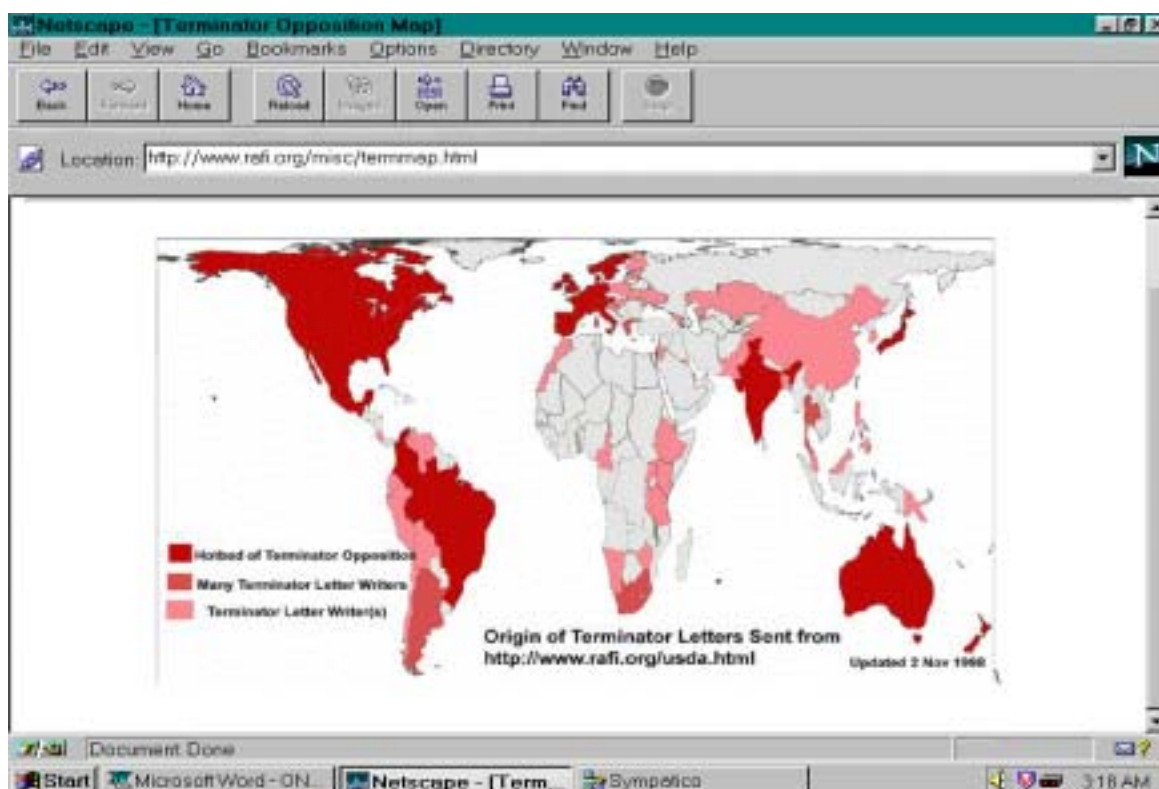 Netscape - [Terminator Opposition Map]
File Edit View Go Bookmarks Options Directory Window Help
Back Forward Home Reload Images Open Print Find Stop
Location: http://www.rafi.org/misc/termmap.html
N
Hotbed of Terminator Opposition
Many Terminator Letter Writers
Terminator Letter Writer(s)
Origin of Terminator Letters Sent from
http://www.rafi.org/usda.html
Updated 2 Nov 1998
Document Done
Start Microsoft Word - ON... Netscape - [Term... Sympatico 3:18 AM